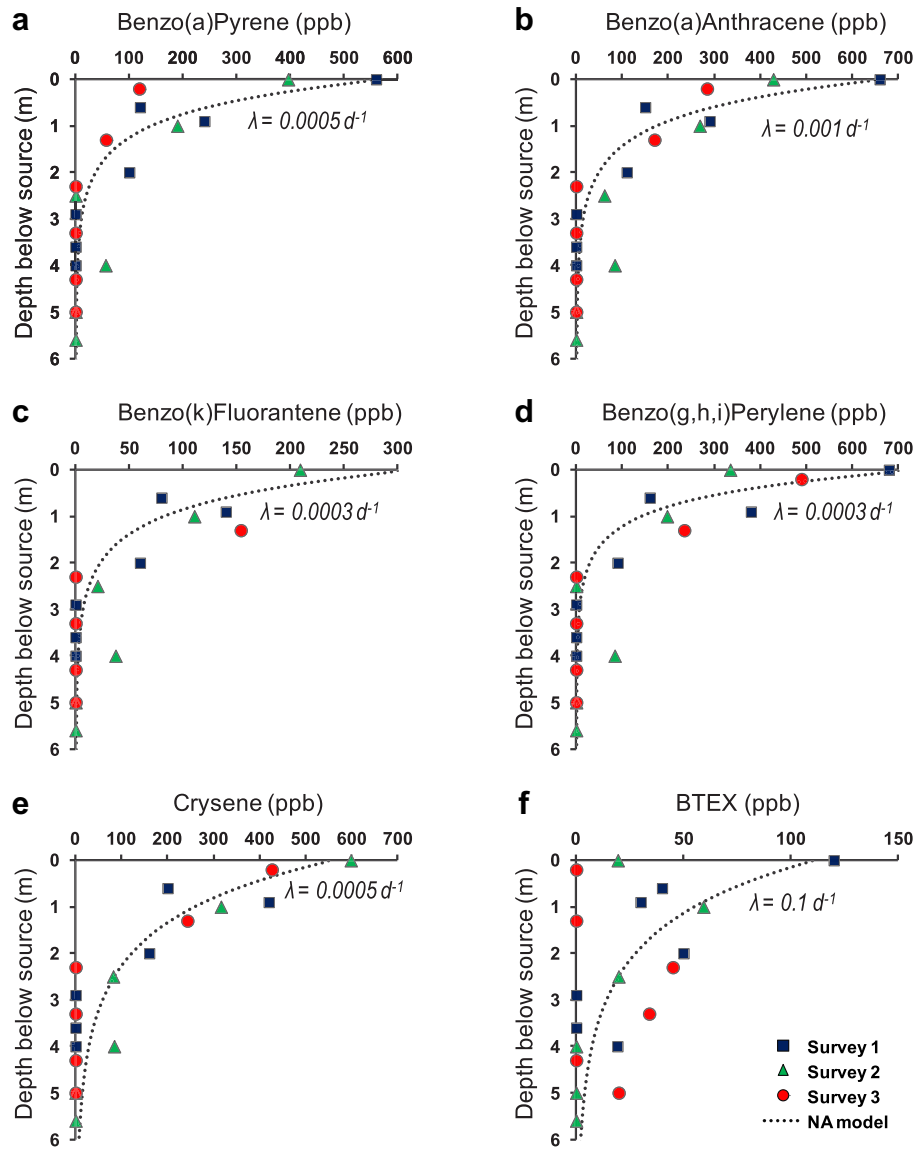 a Benzo(a)Pyrene (ppb)
0 100 200 300 400 500 600
Depth below source (m)
0
1
2
3
4
5
6
λ = 0.0005 d-1
b Benzo(a)Anthracene (ppb)
0 100 200 300 400 500 600 700
Depth below source (m)
0
1
2
3
4
5
6
λ = 0.001 d-1
c Benzo(k)Fluorantene (ppb)
0 50 100 150 200 250 300
Depth below source (m)
0
1
2
3
4
5
6
λ = 0.0003 d-1
d Benzo(g,h,i)Perylene (ppb)
0 100 200 300 400 500 600 700
Depth below source (m)
0
1
2
3
4
5
6
λ = 0.0003 d-1
e Crysene (ppb)
0 100 200 300 400 500 600 700
Depth below source (m)
0
1
2
3
4
5
6
λ = 0.0005 d-1
f BTEX (ppb)
0 50 100 150
Depth below source (m)
0
1
2
3
4
5
6
λ = 0.1 d-1
Survey 1
Survey 2
Survey 3
NA model